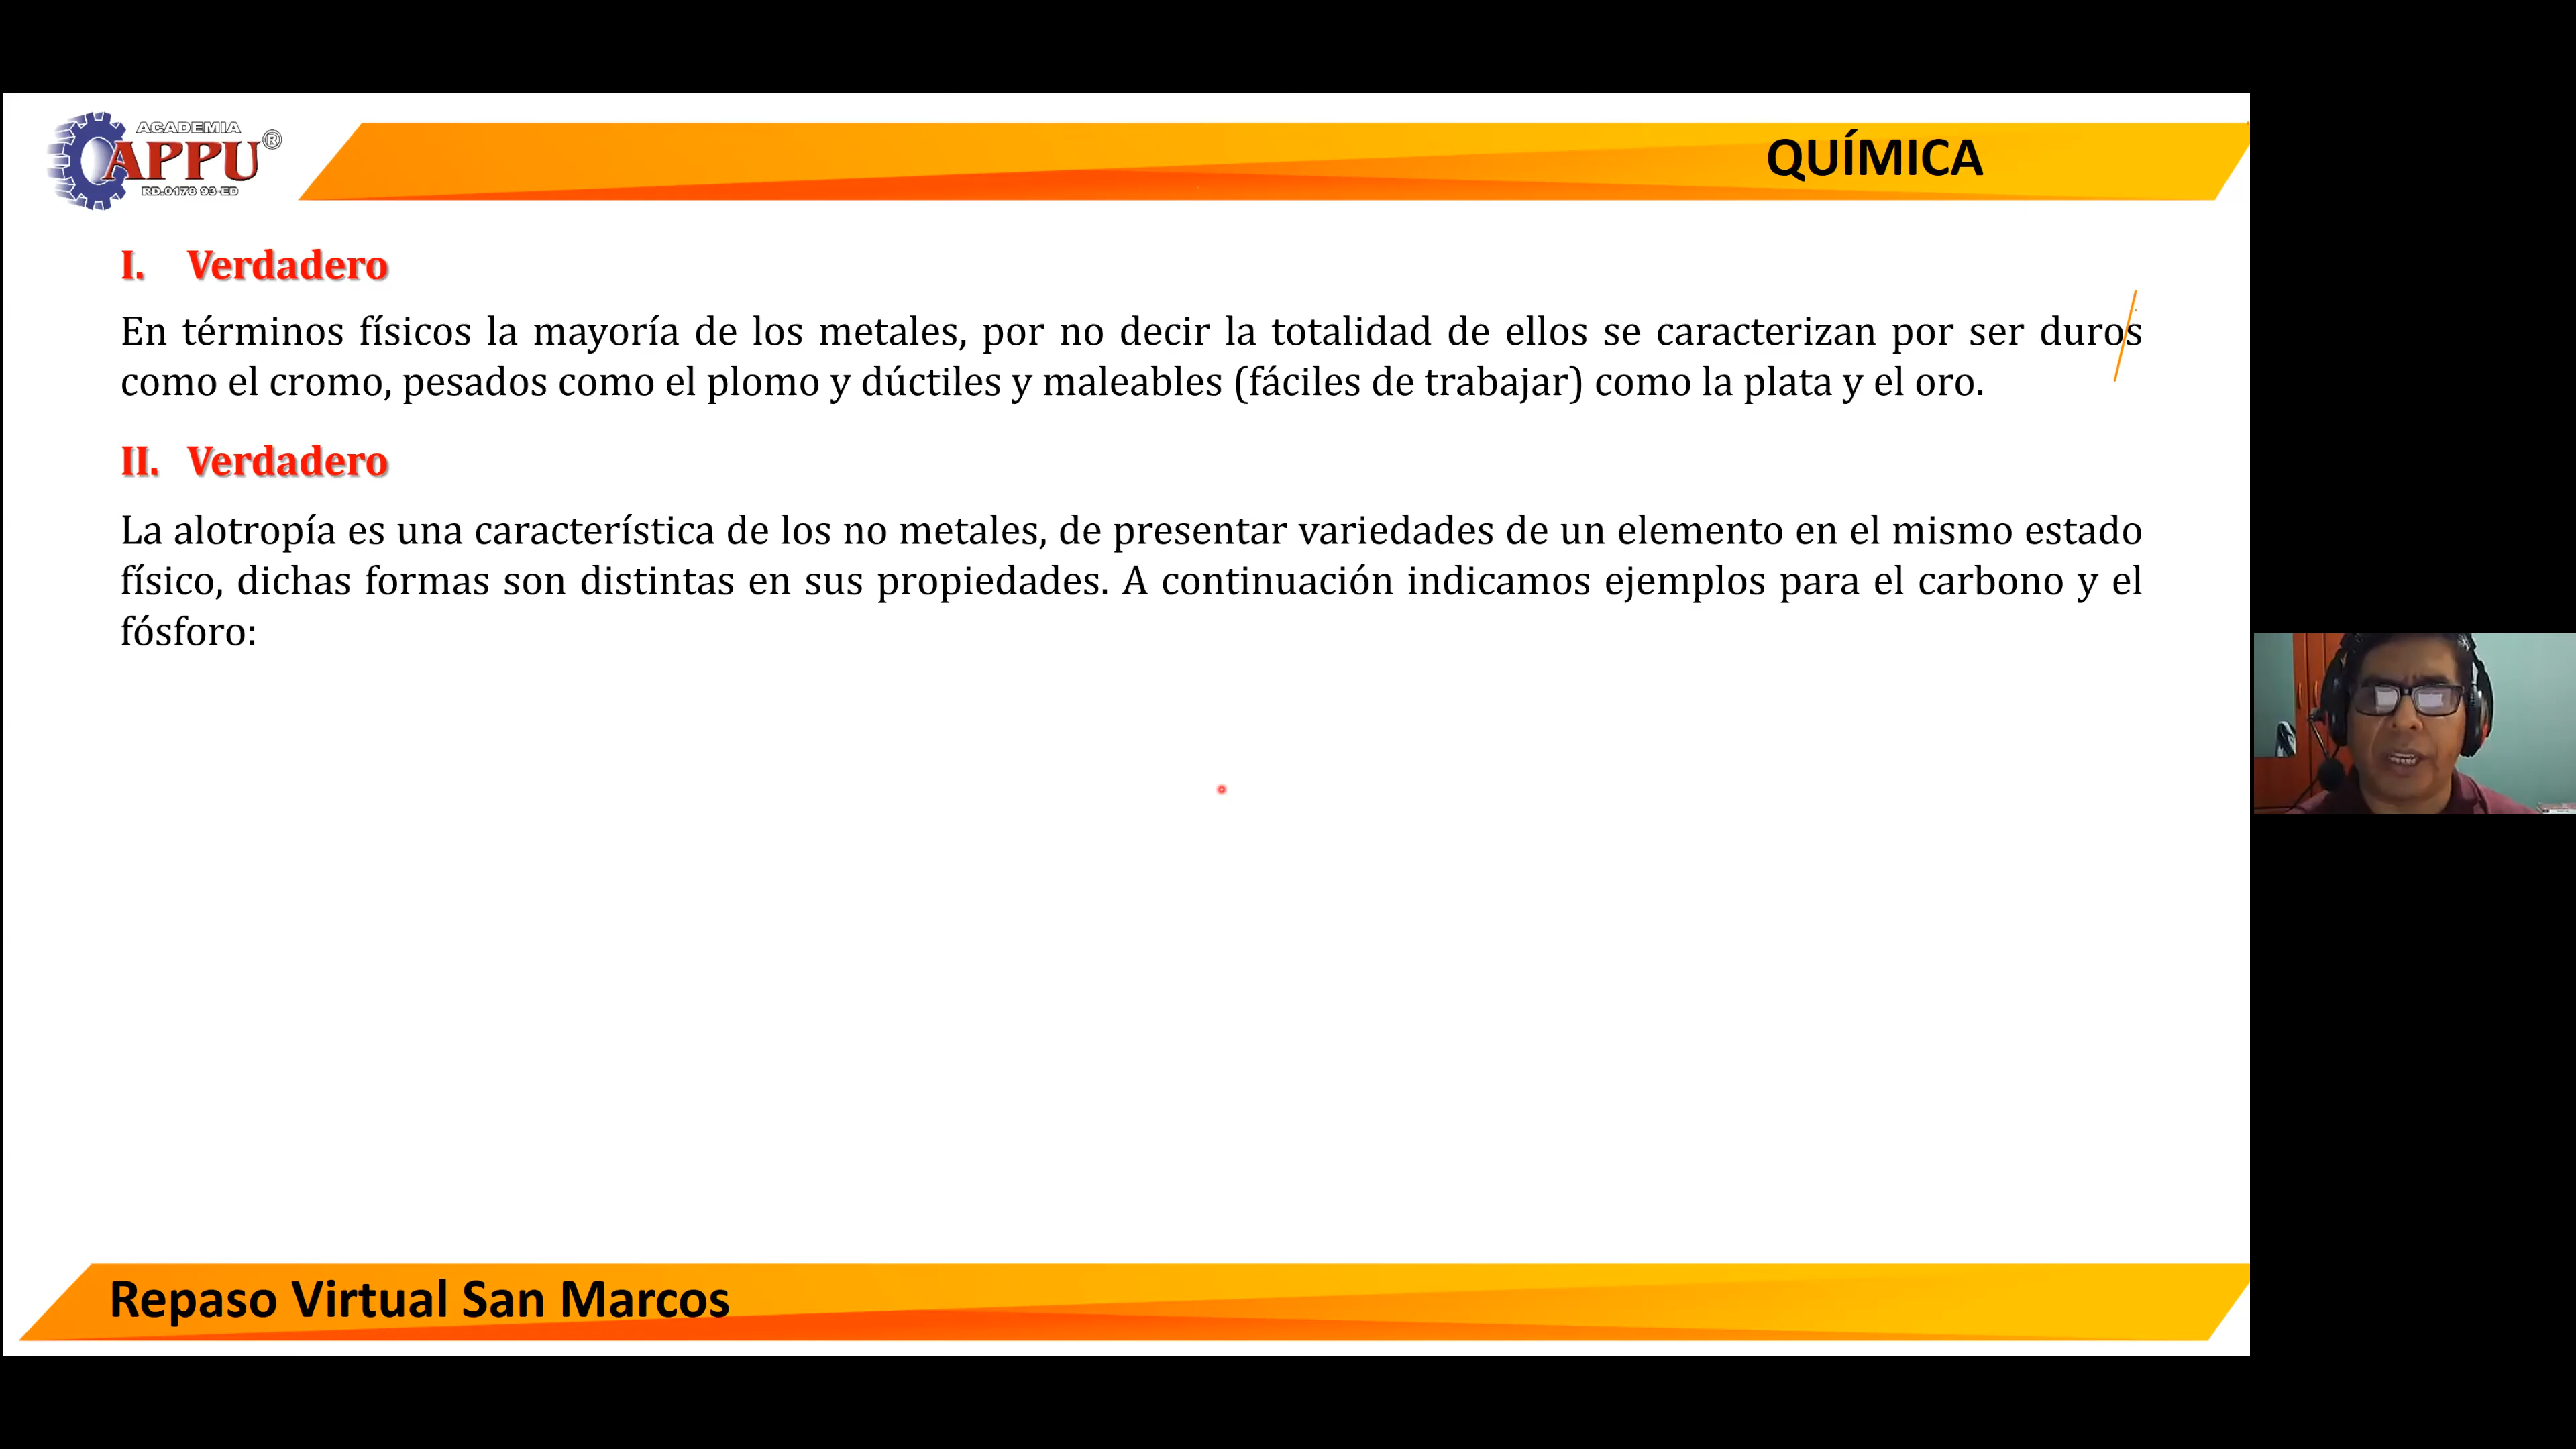 ACADEMIA
APPU®
RD.0178 93-ED
QUÍMICA
I. Verdadero
En términos físicos la mayoría de los metales, por no decir la totalidad de ellos se caracterizan por ser duros
como el cromo, pesados como el plomo y dúctiles y maleables (fáciles de trabajar) como la plata y el oro.
II. Verdadero
La alotropía es una característica de los no metales, de presentar variedades de un elemento en el mismo estado
físico, dichas formas son distintas en sus propiedades. A continuación indicamos ejemplos para el carbono y el
fósforo:
Repaso Virtual San Marcos